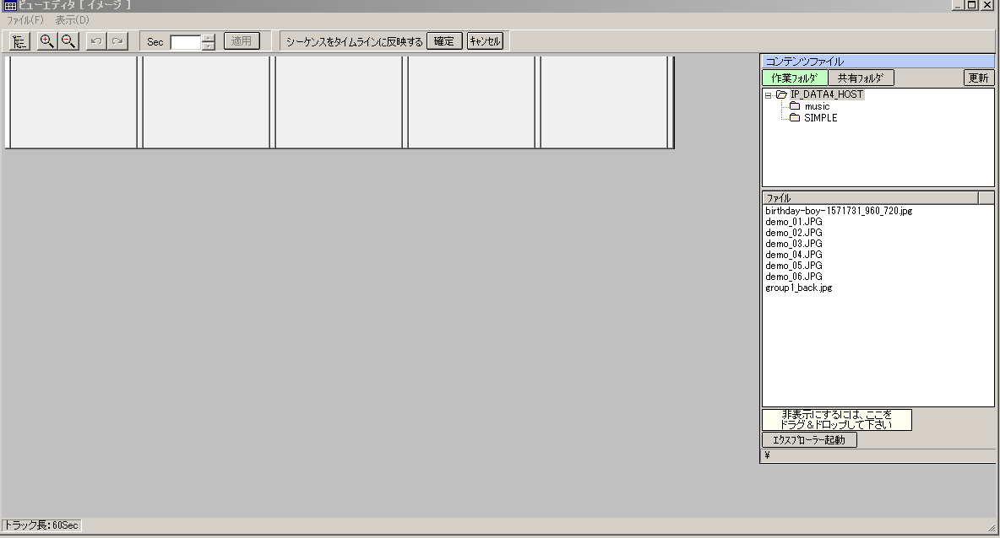 ビューエディタ [ イメージ ]
ファイル(F) 表示(D)
Sec 適用 シーケンスをタイムラインに反映する 確定 キャンセル
コンテンツファイル
作業フォルダ 共有フォルダ 更新
IP_DATA4_HOST
music
SIMPLE
ファイル
birthday-boy-1571731_960_720.jpg
demo_01.JPG
demo_02.JPG
demo_03.JPG
demo_04.JPG
demo_05.JPG
demo_06.JPG
group1_back.jpg
非表示にするには、ここを
ドラグ&ドロップして下さい
エクスプローラー起動
¥
トラック長:60Sec